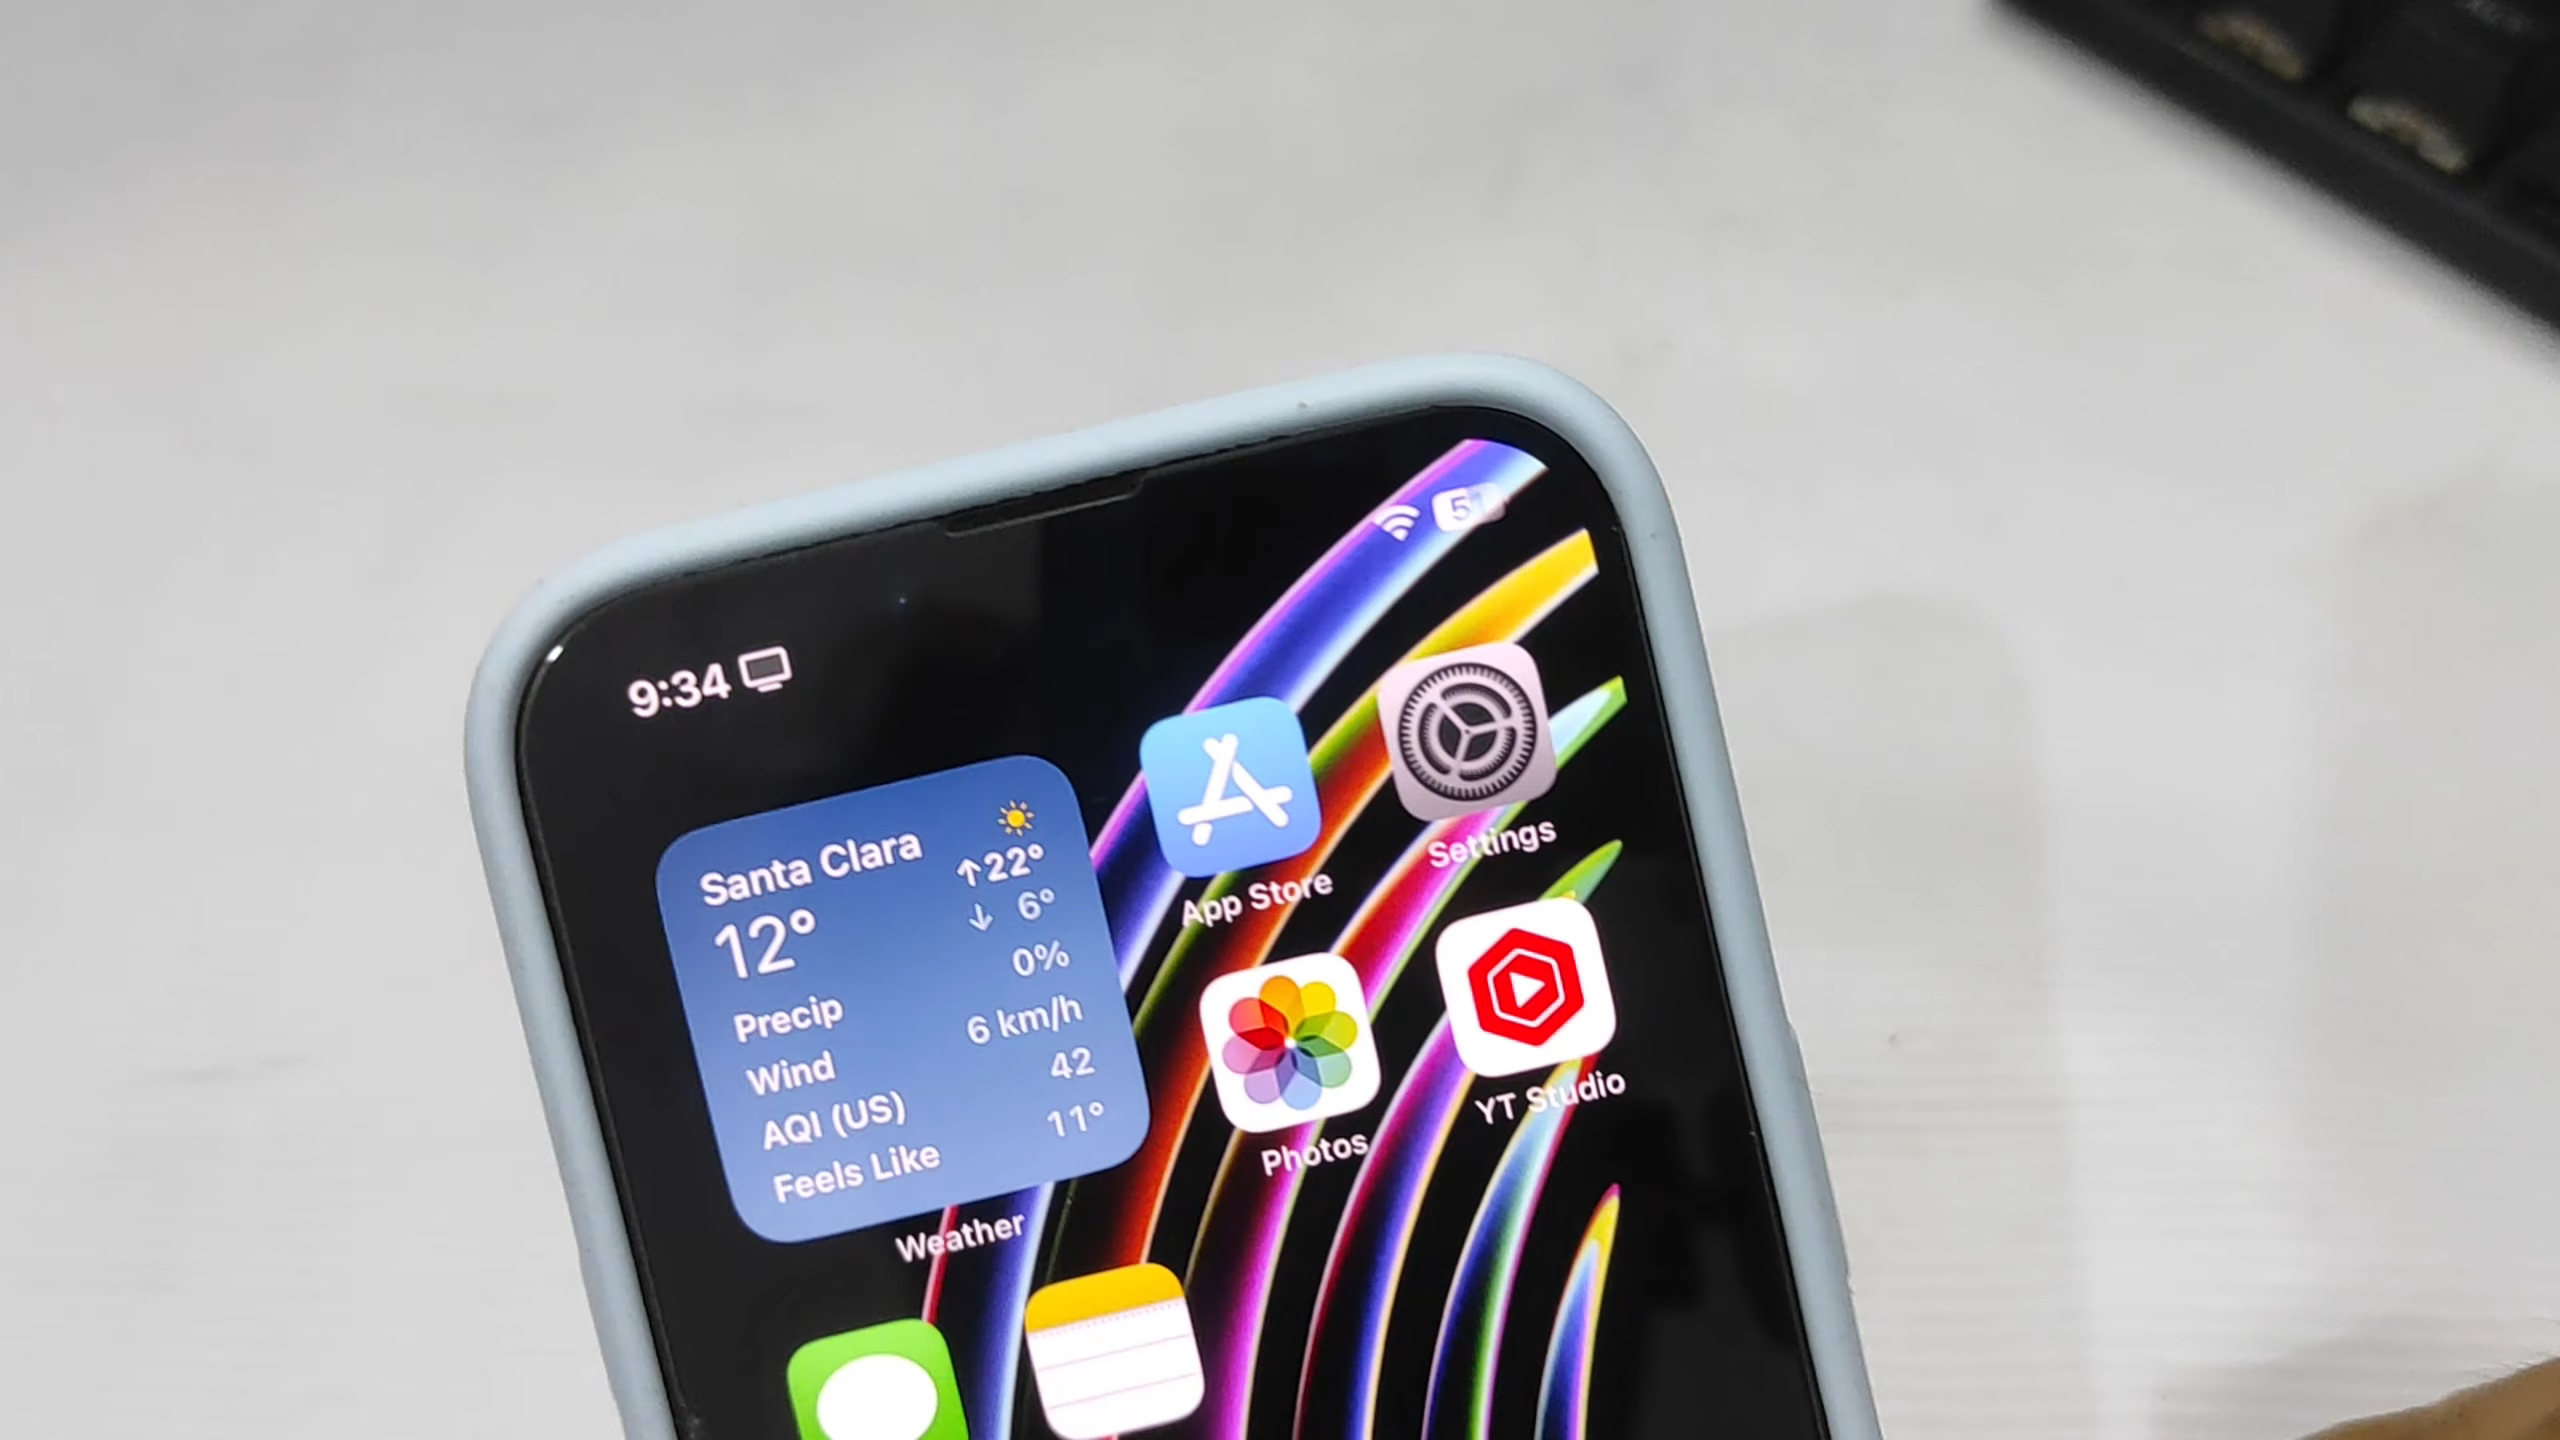 9:34
Santa Clara
12°
↑22°
↓ 6°
Precip 0%
Wind 6 km/h
AQI (US) 42
Feels Like 11°
Weather
App Store
Settings
Photos
YT Studio